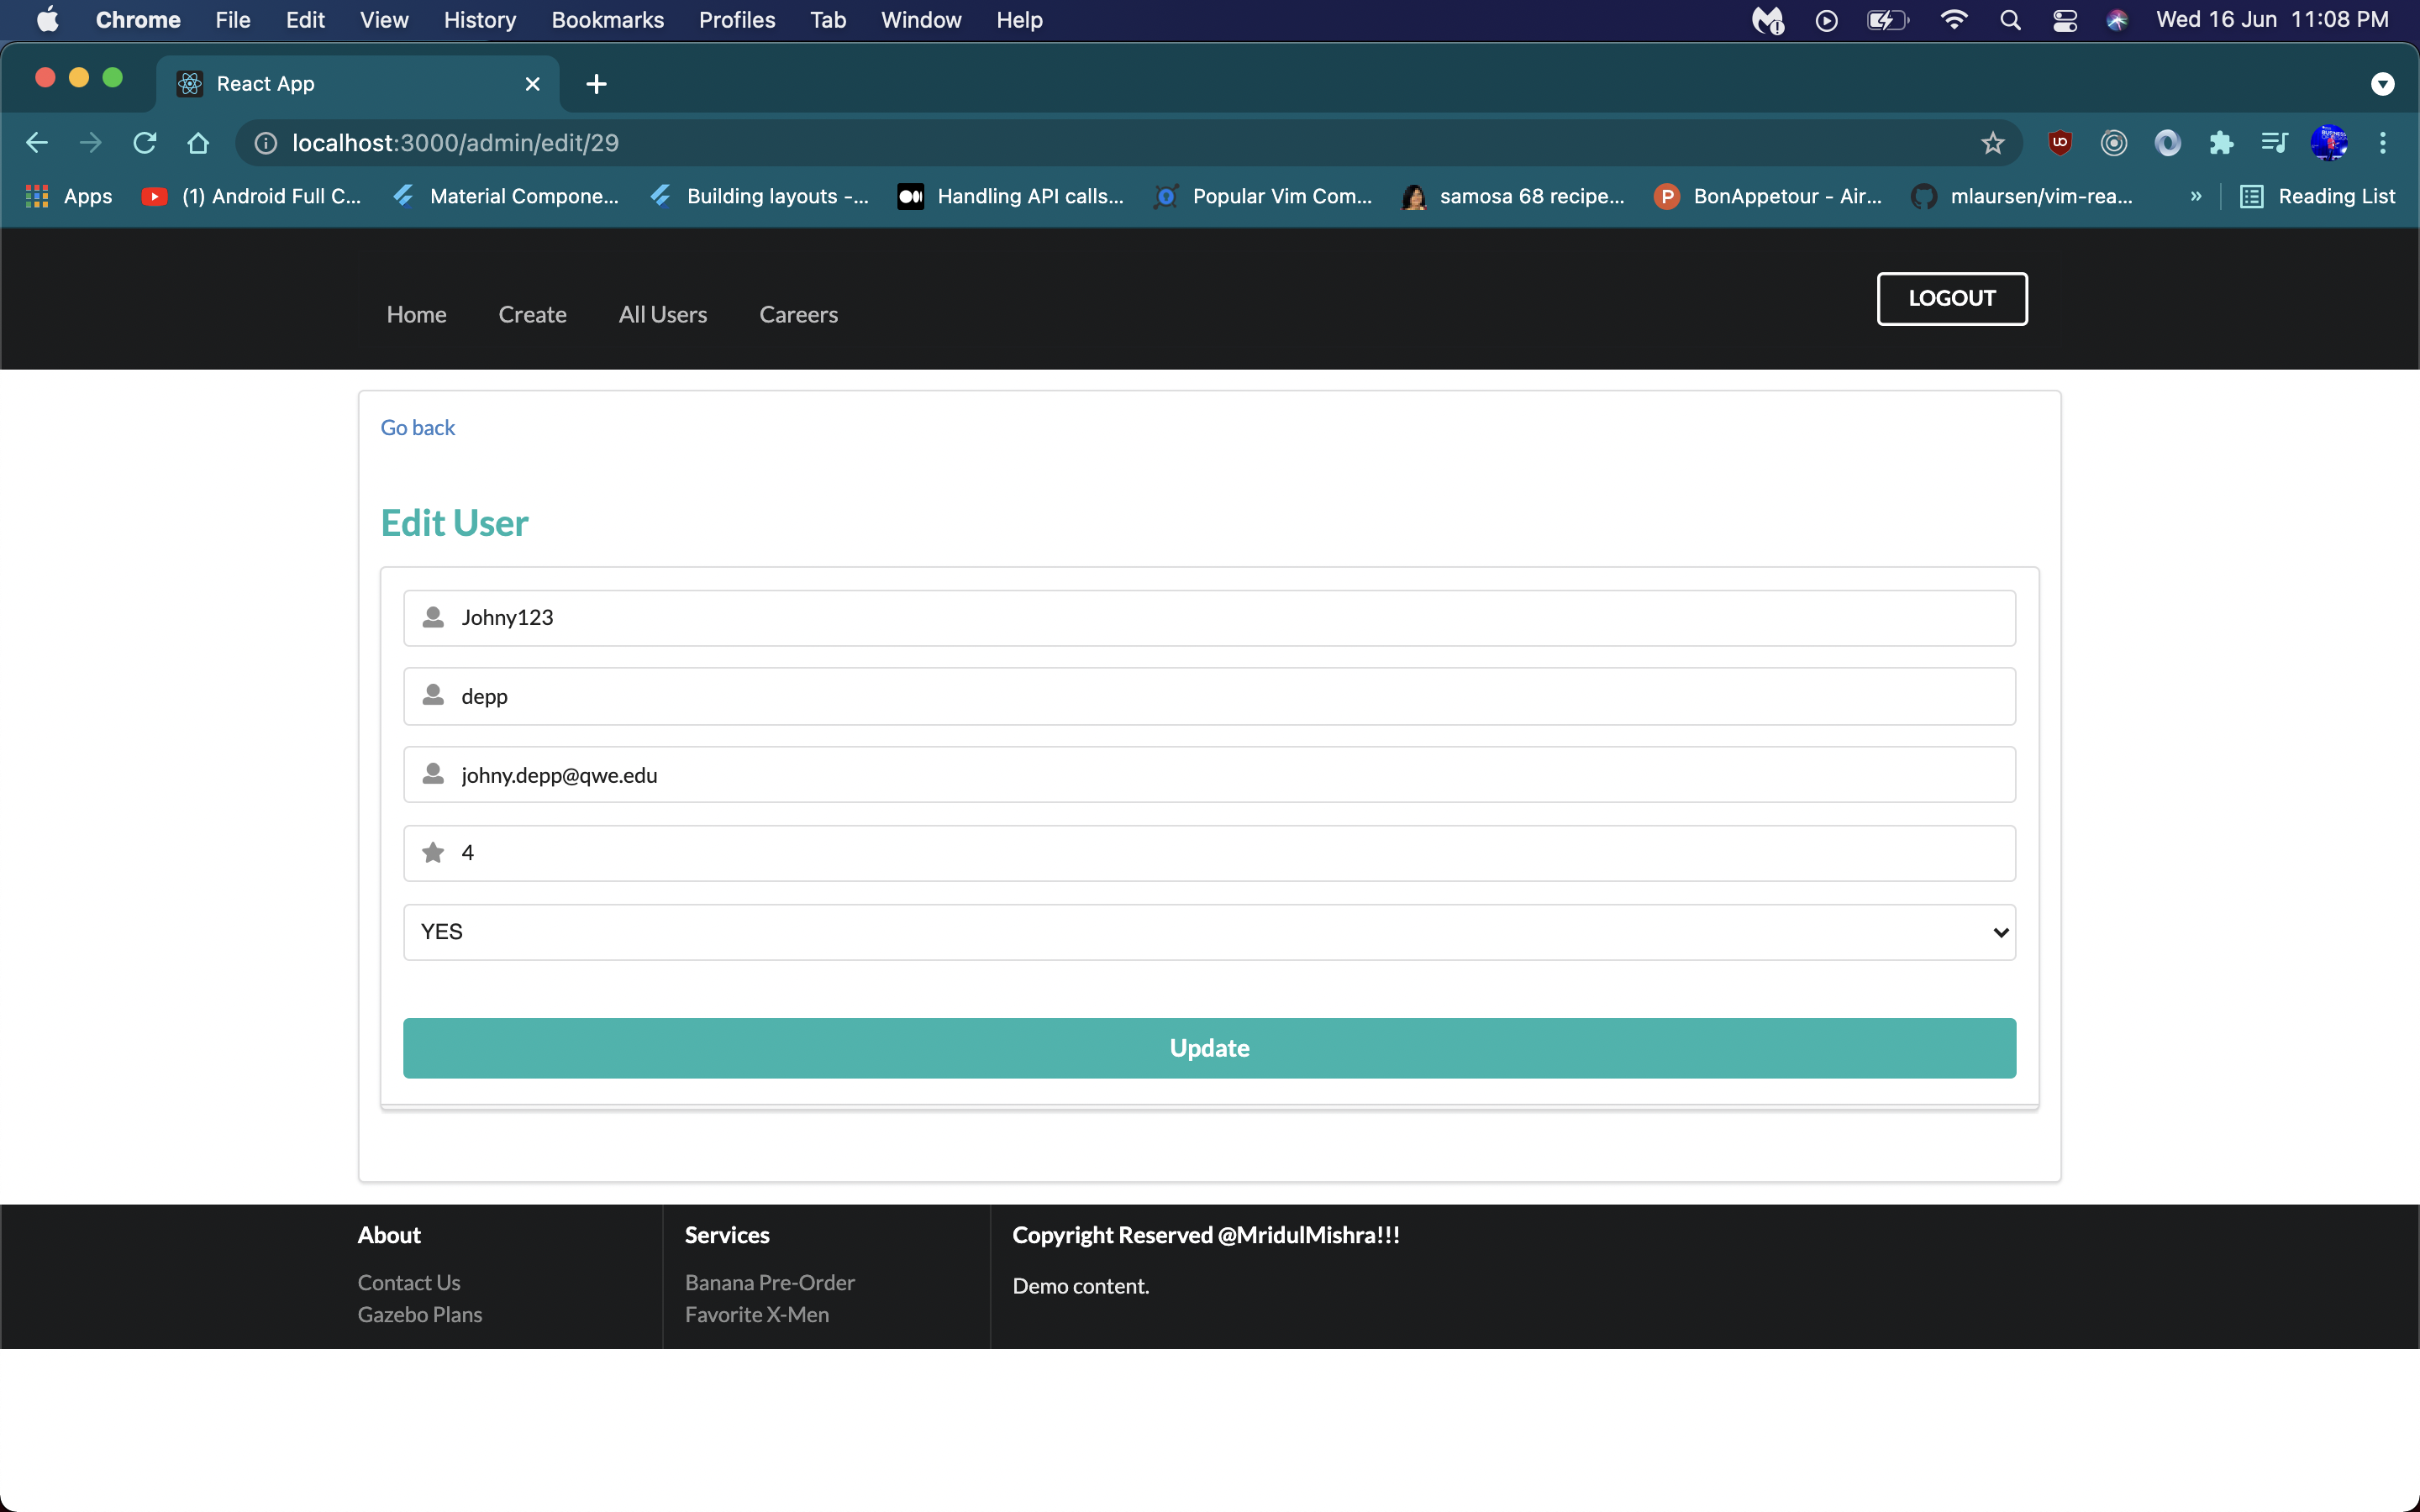 Chrome File Edit View History Bookmarks Profiles Tab Window Help Wed 16 Jun 11:08 PM
React App
localhost:3000/admin/edit/29
Apps (1) Android Full C... Material Compone... Building layouts -... Handling API calls... Popular Vim Com... samosa 68 recipe... BonAppetour - Air... mlaursen/vim-rea... » Reading List
Home Create All Users Careers LOGOUT
Go back
Edit User
Johny123
depp
johny.depp@qwe.edu
4
YES
Update
About Services Copyright Reserved @MridulMishra!!!
Contact Us Banana Pre-Order Demo content.
Gazebo Plans Favorite X-Men